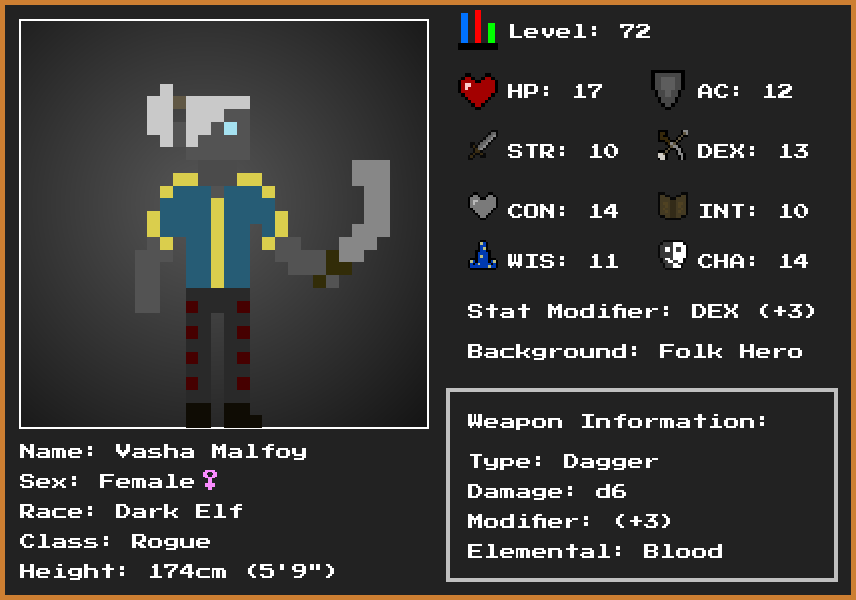 Level: 72
HP: 17 AC: 12
STR: 10 DEX: 13
CON: 14 INT: 10
WIS: 11 CHA: 14
Stat Modifier: DEX (+3)
Background: Folk Hero
Weapon Information:
Type: Dagger
Damage: d6
Modifier: (+3)
Elemental: Blood
Name: Vasha Malfoy
Sex: Female♀
Race: Dark Elf
Class: Rogue
Height: 174cm (5'9")